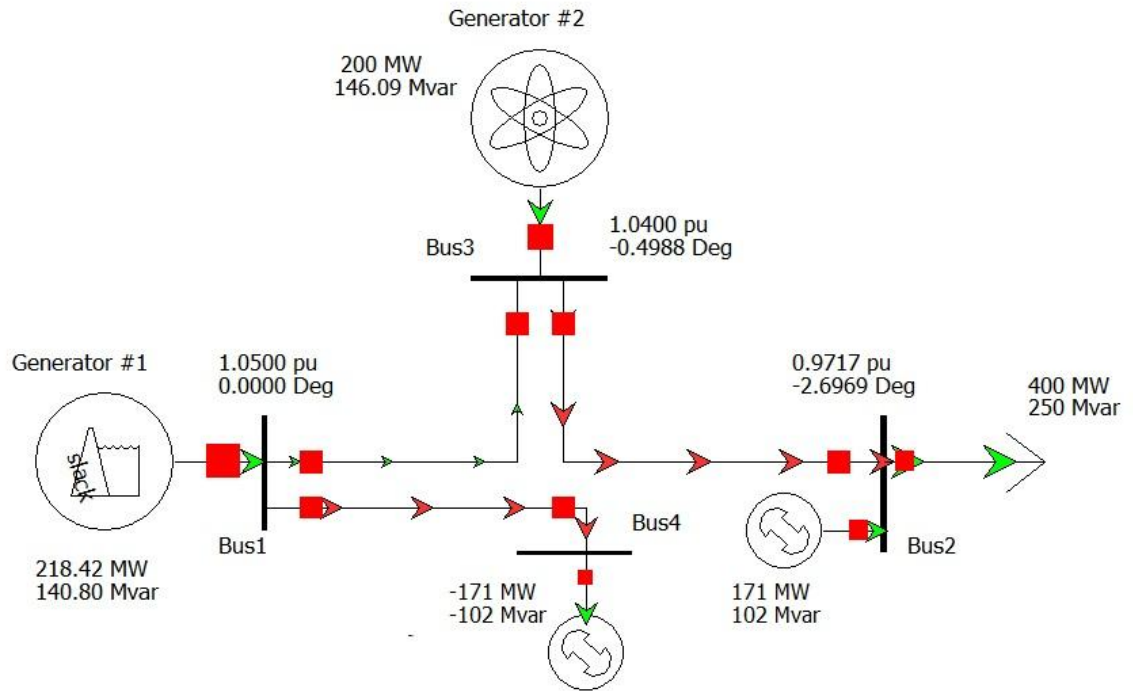 Generator #2
200 MW
146.09 Mvar
1.0400 pu
-0.4988 Deg
Bus3
Generator #1
1.0500 pu
0.0000 Deg
0.9717 pu
-2.6969 Deg
400 MW
250 Mvar
slack
Bus1
Bus4
Bus2
218.42 MW
140.80 Mvar
-171 MW
-102 Mvar
171 MW
102 Mvar